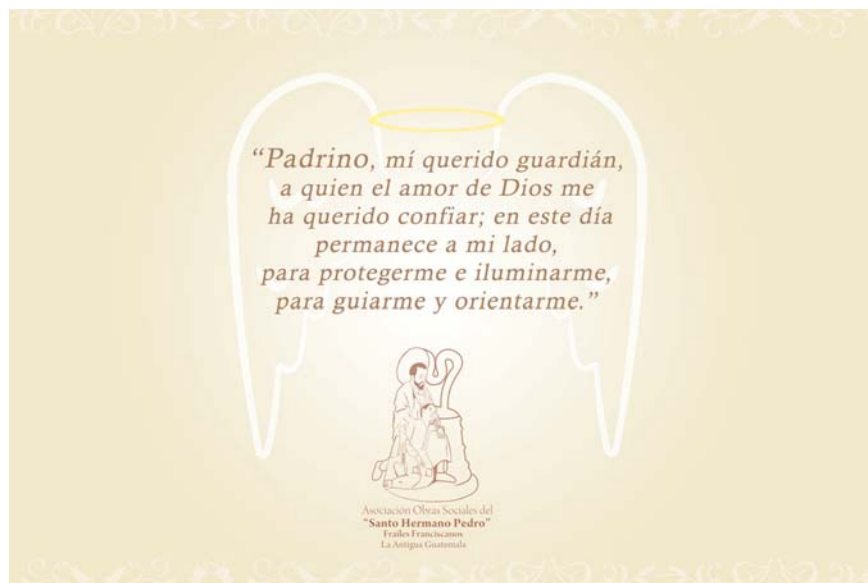 “Padrino, mí querido guardián,
a quien el amor de Dios me
ha querido confiar; en este día
permanece a mi lado,
para protegerme e iluminarme,
para guiarme y orientarme.”
Asociación Obras Sociales del
“Santo Hermano Pedro”
Frailes Franciscanos
La Antigua Guatemala